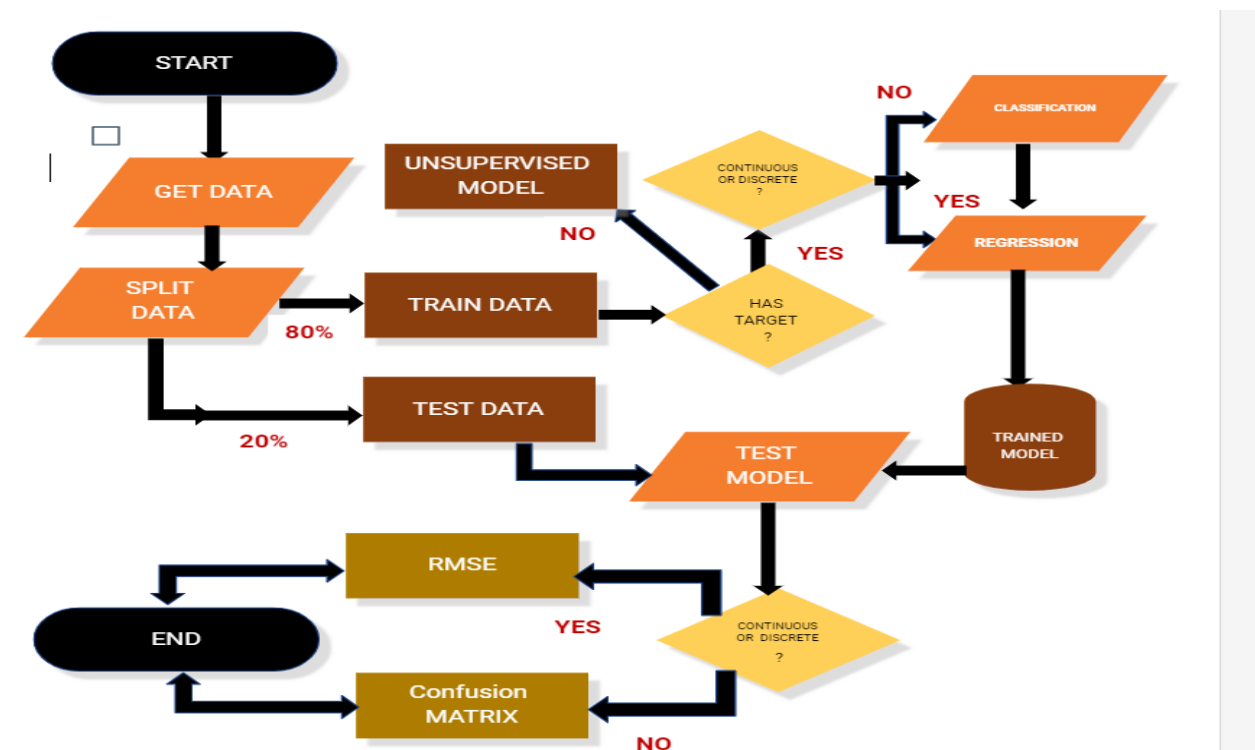 START
GET DATA
SPLIT
DATA
80%
20%
TRAIN DATA
TEST DATA
UNSUPERVISED
MODEL
NO
HAS
TARGET
?
YES
CONTINUOUS
OR DISCRETE
?
NO
YES
CLASSIFICATION
REGRESSION
TRAINED
MODEL
TEST
MODEL
CONTINUOUS
OR DISCRETE
?
YES
NO
RMSE
Confusion
MATRIX
END